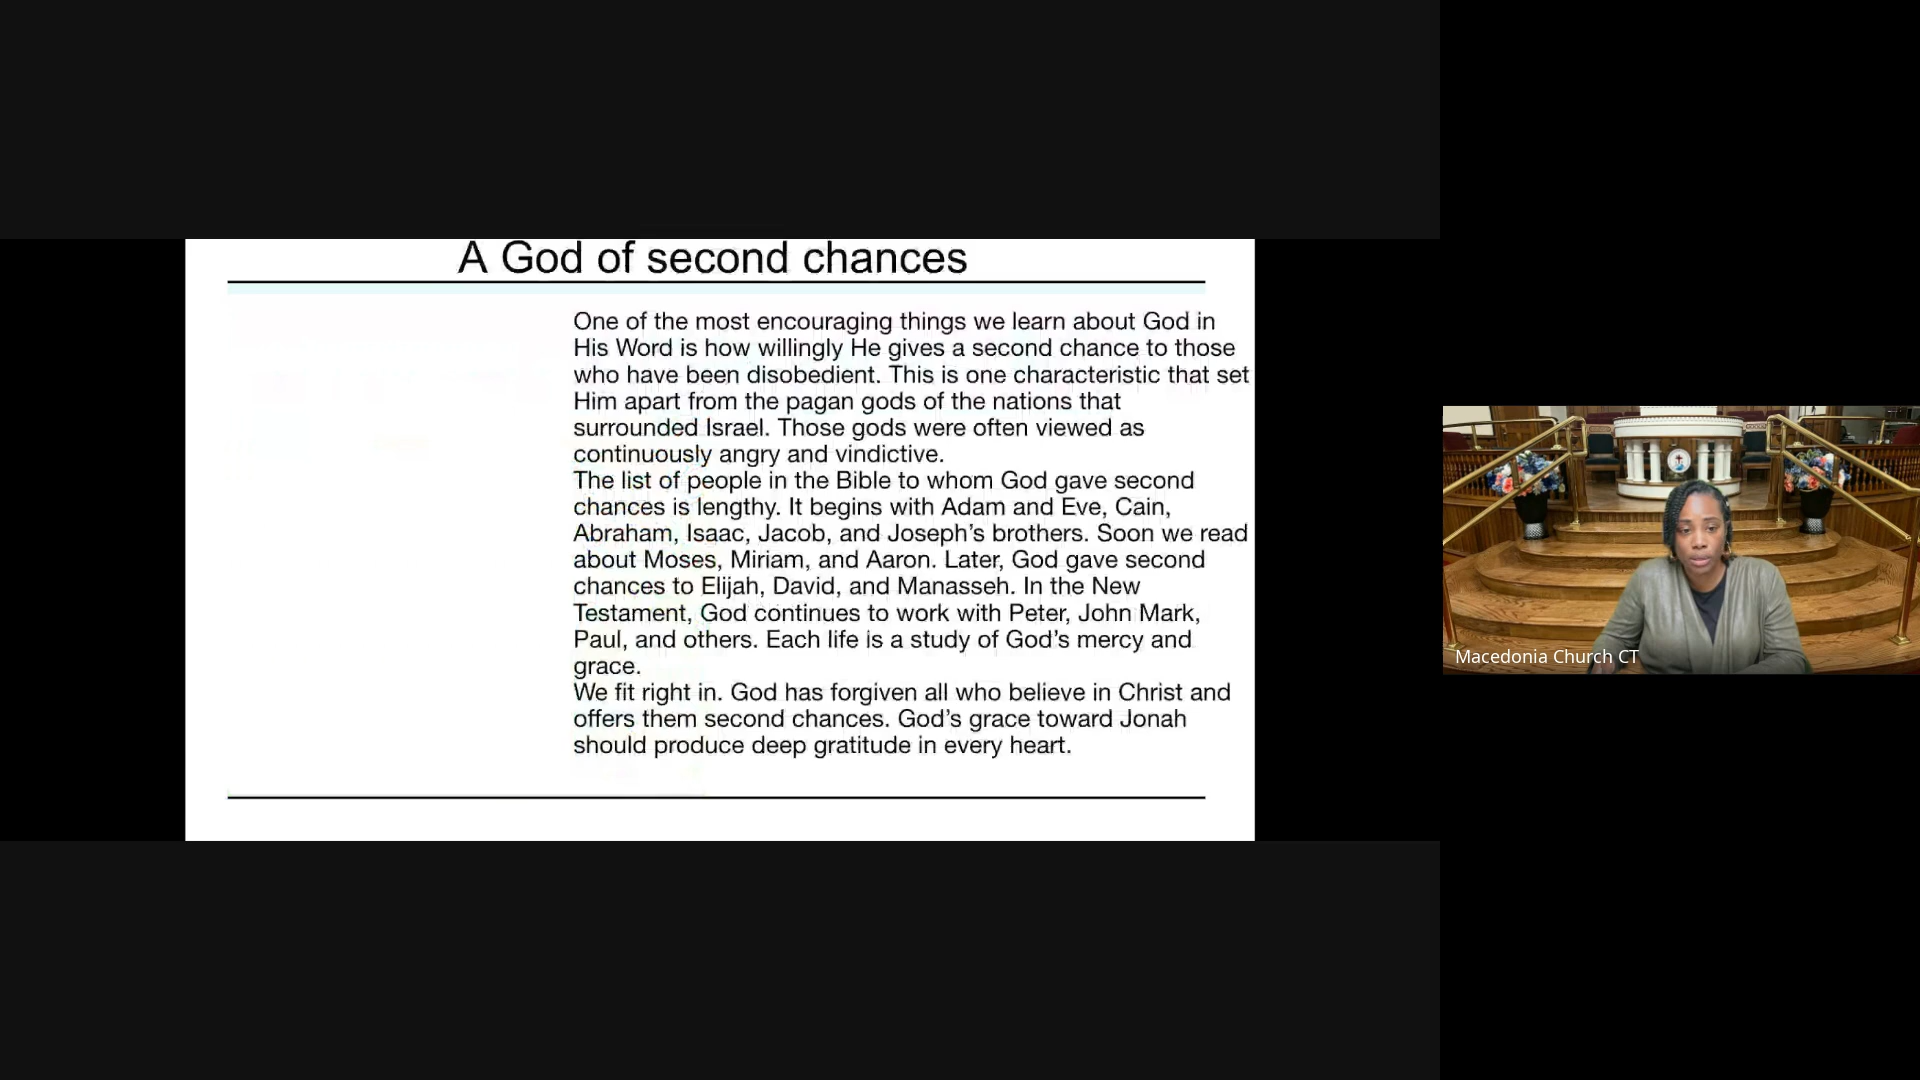 A God of second chances
One of the most encouraging things we learn about God in
His Word is how willingly He gives a second chance to those
who have been disobedient. This is one characteristic that set
Him apart from the pagan gods of the nations that
surrounded Israel. Those gods were often viewed as
continuously angry and vindictive.
The list of people in the Bible to whom God gave second
chances is lengthy. It begins with Adam and Eve, Cain,
Abraham, Isaac, Jacob, and Joseph’s brothers. Soon we read
about Moses, Miriam, and Aaron. Later, God gave second
chances to Elijah, David, and Manasseh. In the New
Testament, God continues to work with Peter, John Mark,
Paul, and others. Each life is a study of God’s mercy and
grace.
We fit right in. God has forgiven all who believe in Christ and
offers them second chances. God’s grace toward Jonah
should produce deep gratitude in every heart.
Macedonia Church CT